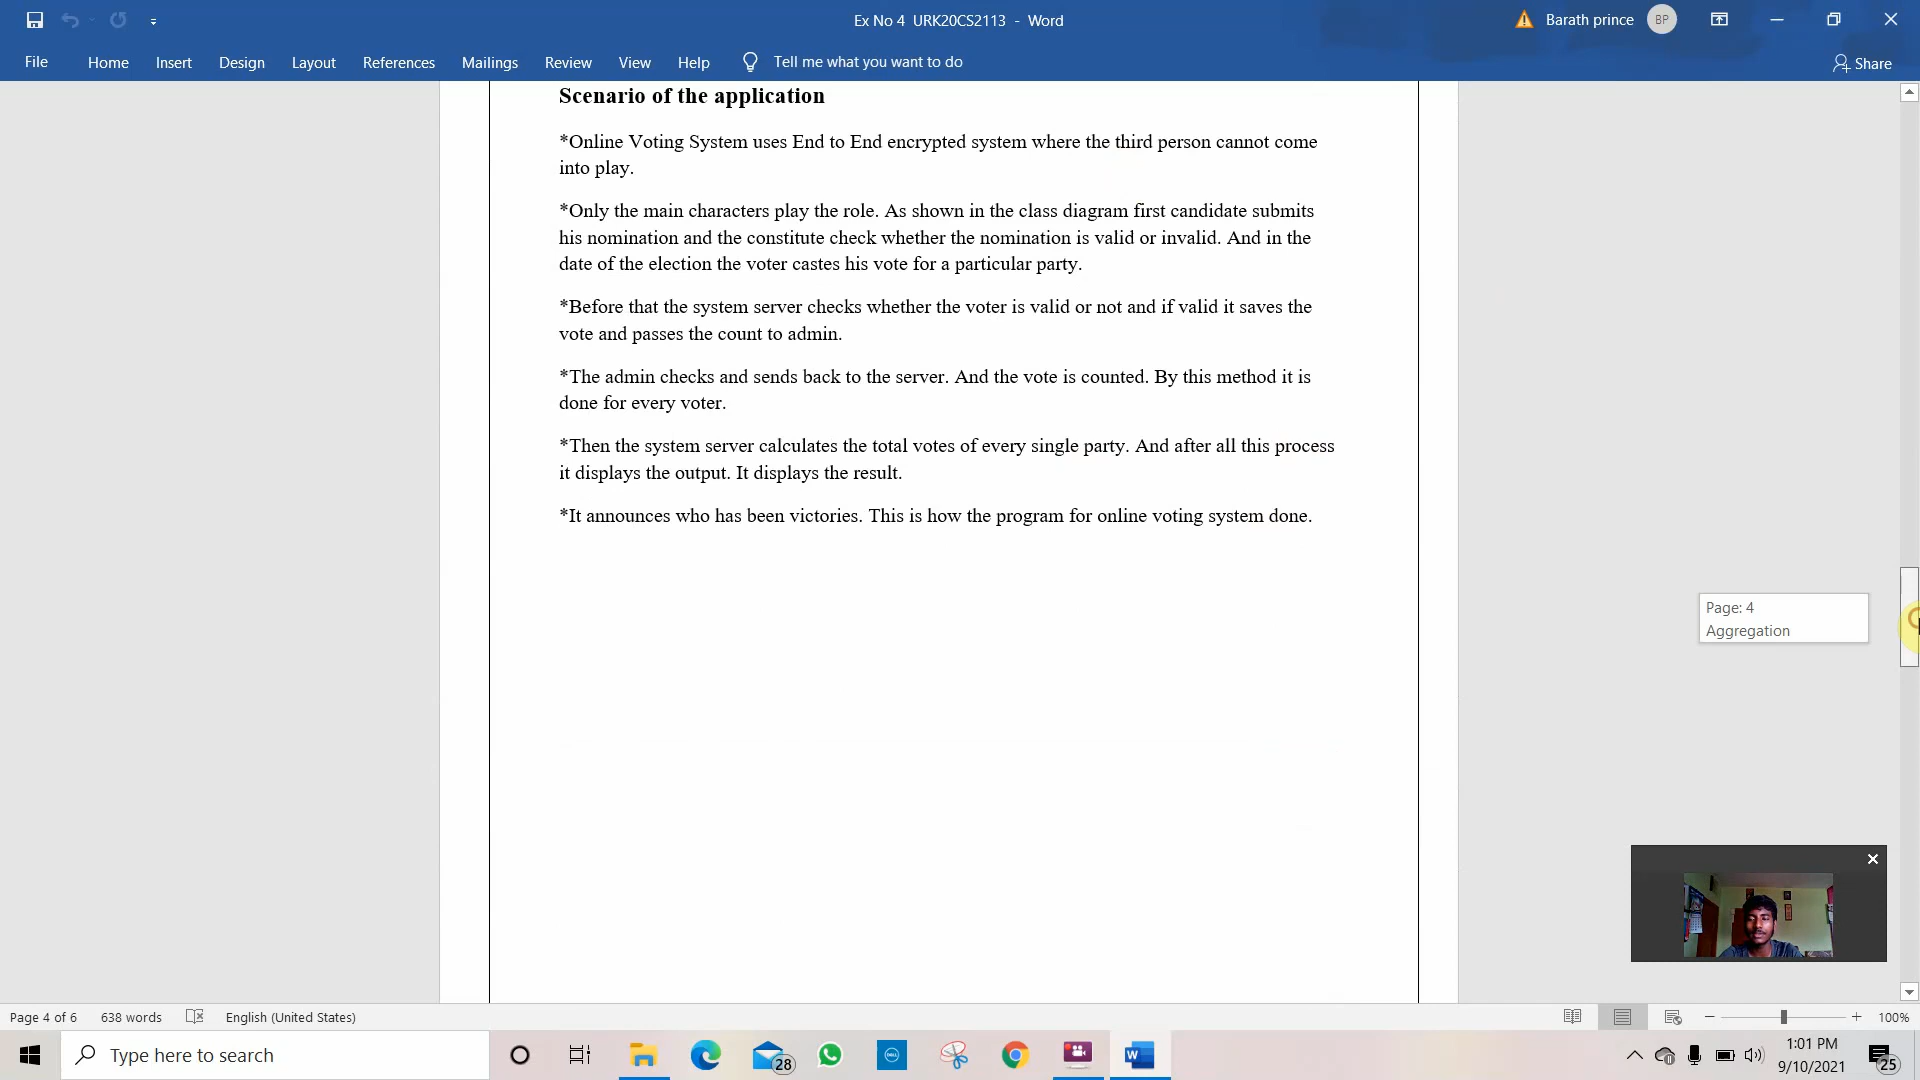 Ex No 4 URK20CS2113 - Word
Barath prince
BP
File
Home
Insert
Design
Layout
References
Mailings
Review
View
Help
Tell me what you want to do
Share
Scenario of the application
*Online Voting System uses End to End encrypted system where the third person cannot come
into play.
*Only the main characters play the role. As shown in the class diagram first candidate submits
his nomination and the constitute check whether the nomination is valid or invalid. And in the
date of the election the voter castes his vote for a particular party.
*Before that the system server checks whether the voter is valid or not and if valid it saves the
vote and passes the count to admin.
*The admin checks and sends back to the server. And the vote is counted. By this method it is
done for every voter.
*Then the system server calculates the total votes of every single party. And after all this process
it displays the output. It displays the result.
*It announces who has been victories. This is how the program for online voting system done.
Page: 4
Aggregation
Page 4 of 6
638 words
English (United States)
100%
Type here to search
28
DELL
W
1:01 PM
9/10/2021
25